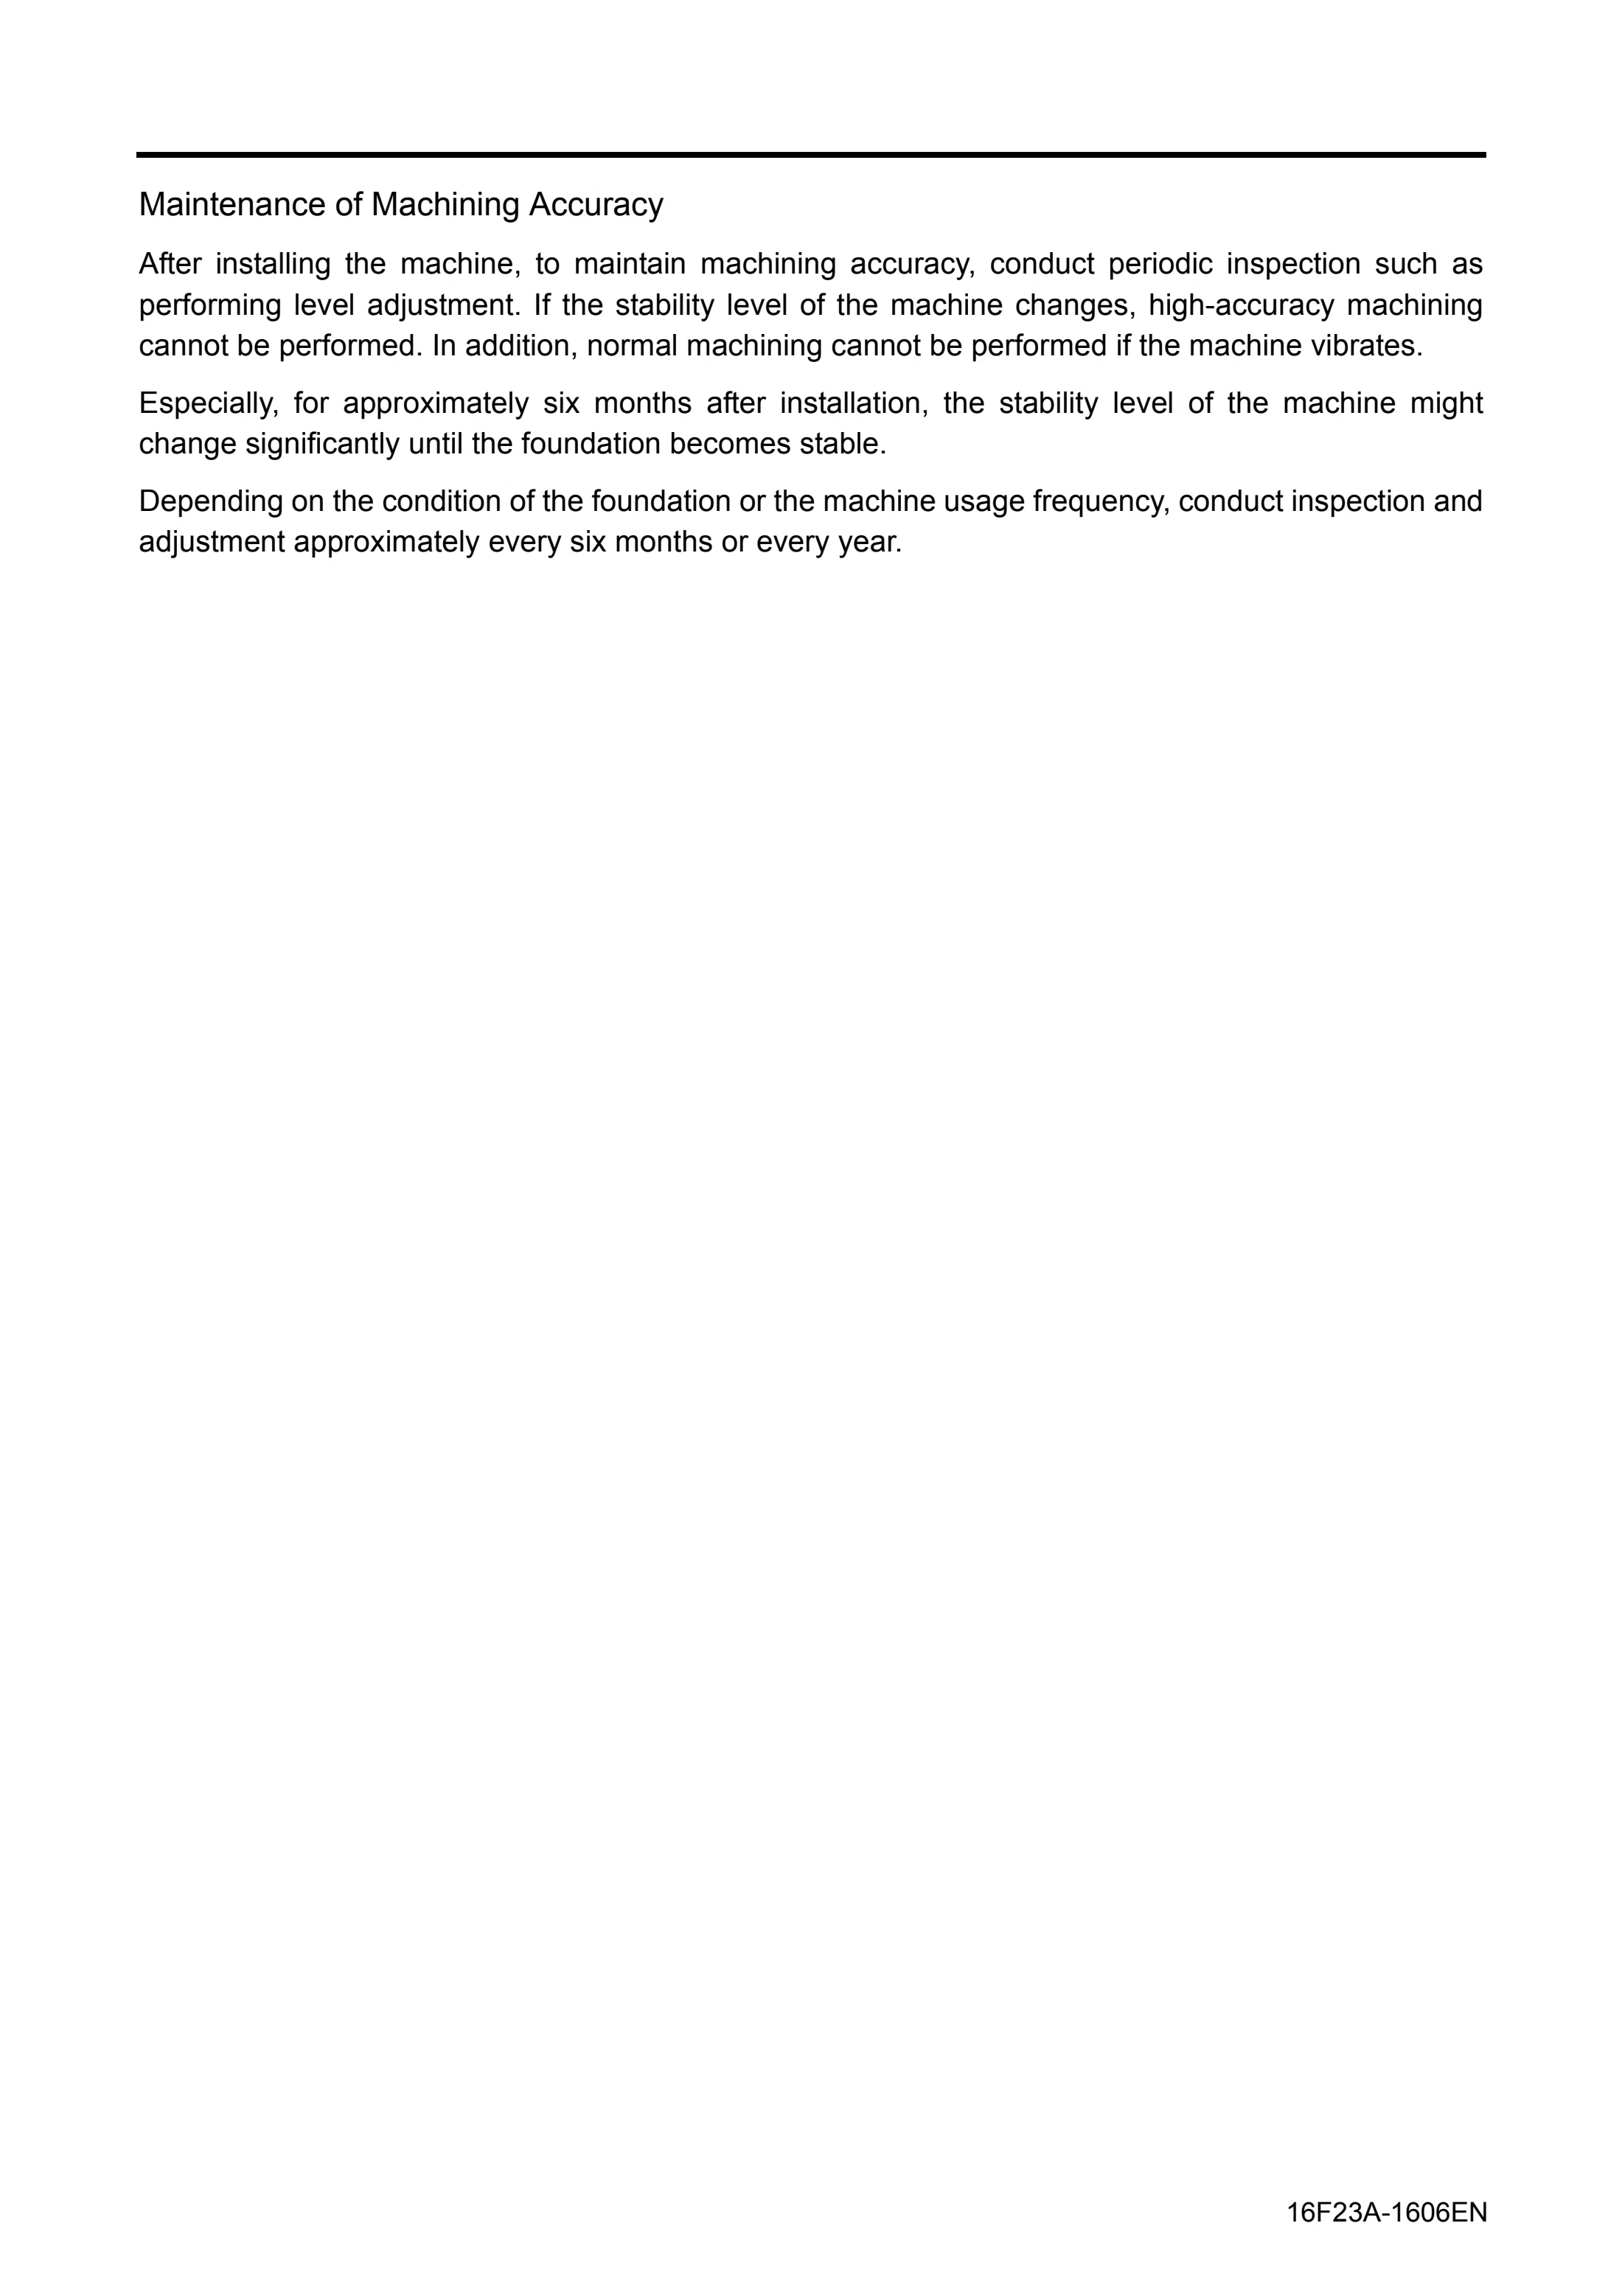 Maintenance of Machining Accuracy
After installing the machine, to maintain machining accuracy, conduct periodic inspection such as
performing level adjustment. If the stability level of the machine changes, high-accuracy machining
cannot be performed. In addition, normal machining cannot be performed if the machine vibrates.
Especially, for approximately six months after installation, the stability level of the machine might
change significantly until the foundation becomes stable.
Depending on the condition of the foundation or the machine usage frequency, conduct inspection and
adjustment approximately every six months or every year.
16F23A-1606EN